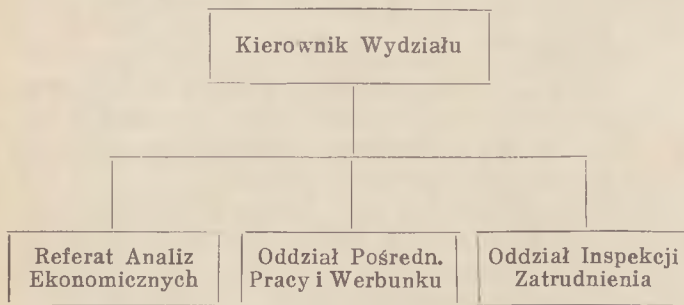 Kierownik Wydziału
Referat Analiz
Ekonomicznych
Oddział Pośredn.
Pracy i Werbunku
Oddział Inspekcji
Zatrudnienia